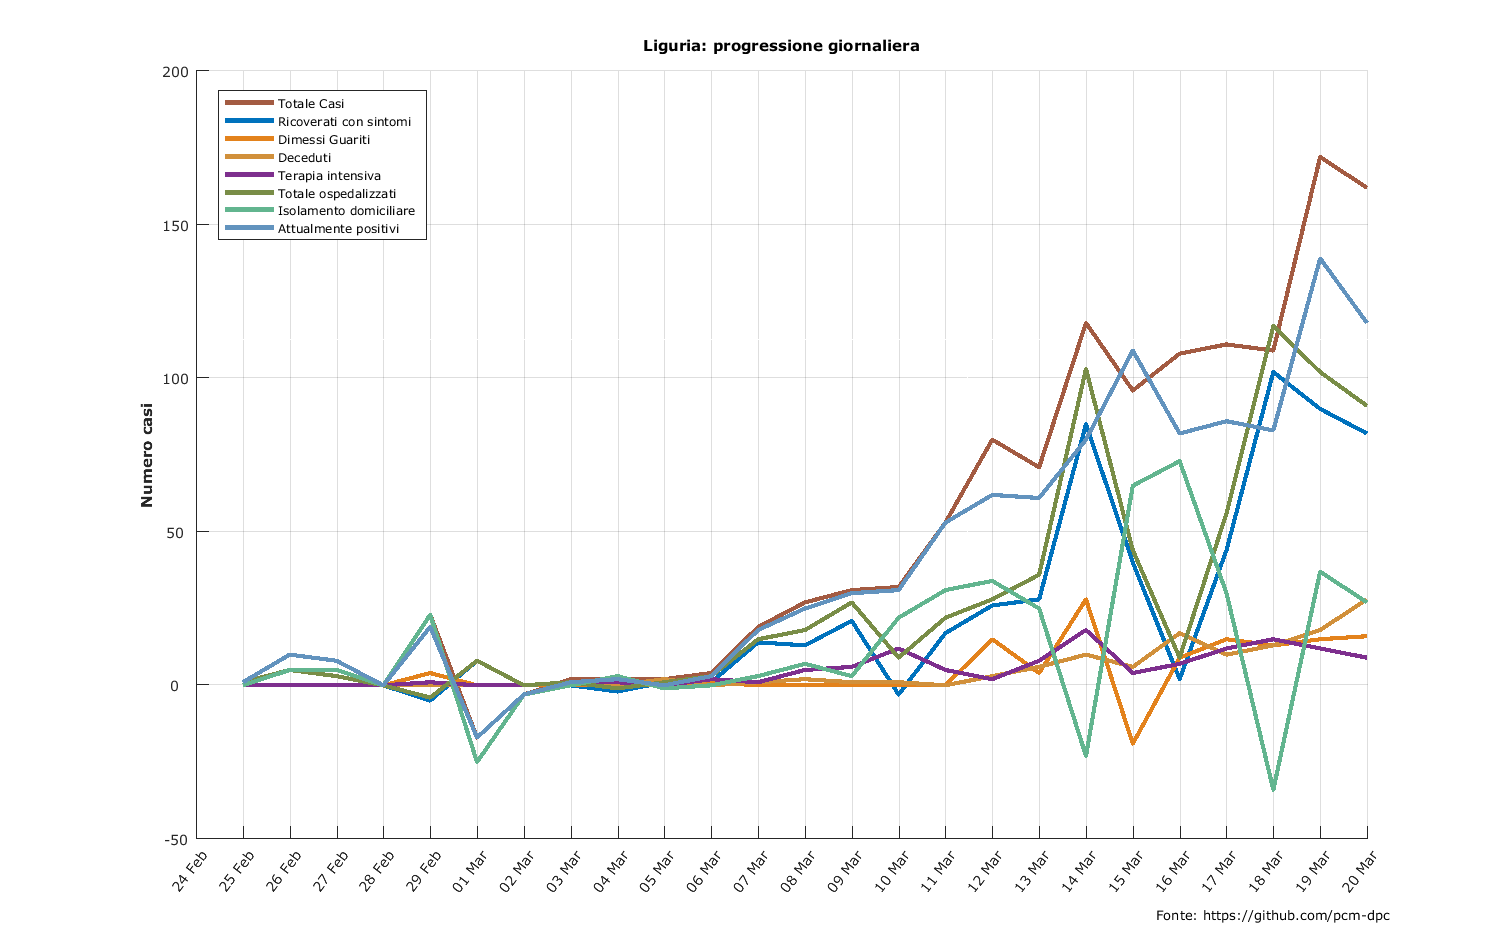 Liguria: progressione giornaliera
200
150
100
50
0
-50
Numero casi
Totale Casi
Ricoverati con sintomi
Dimessi Guariti
Deceduti
Terapia intensiva
Totale ospedalizzati
Isolamento domiciliare
Attualmente positivi
24 Feb
25 Feb
26 Feb
27 Feb
28 Feb
29 Feb
01 Mar
02 Mar
03 Mar
04 Mar
05 Mar
06 Mar
07 Mar
08 Mar
09 Mar
10 Mar
11 Mar
12 Mar
13 Mar
14 Mar
15 Mar
16 Mar
17 Mar
18 Mar
19 Mar
20 Mar
Fonte: https://github.com/pcm-dpc